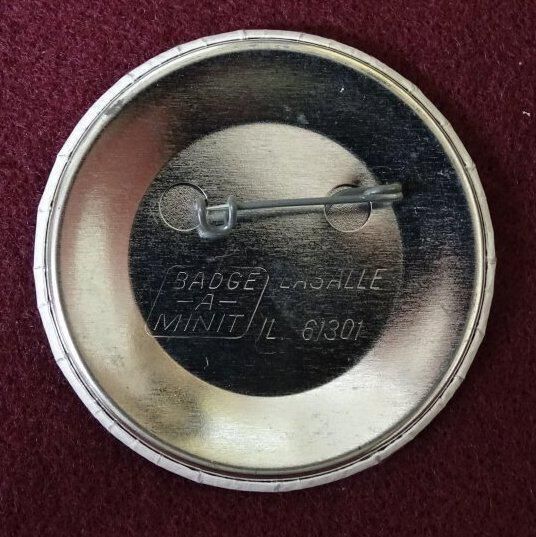 BADGE LASALLE
-A-
MINIT IL. 61301